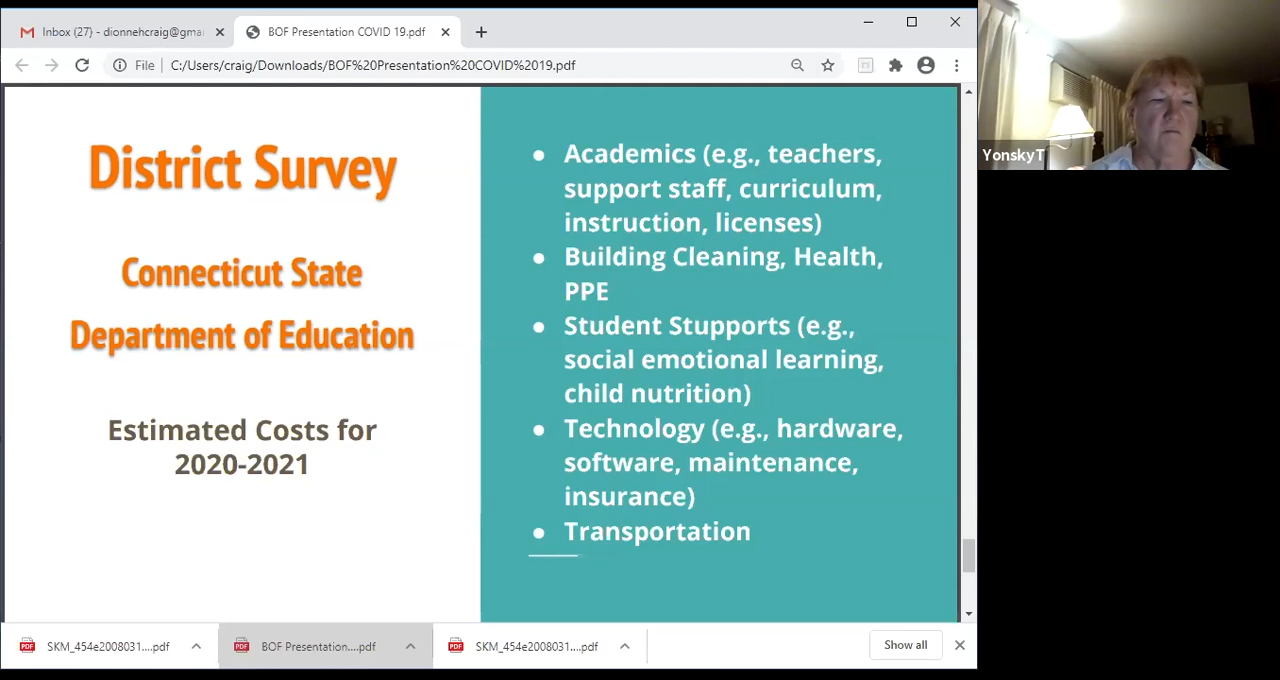 Inbox (27) - dionnehcraig@gmai
BOF Presentation COVID 19.pdf
File
C:/Users/craig/Downloads/BOF%20Presentation%20COVID%2019.pdf
District Survey
Connecticut State
Department of Education
Estimated Costs for
2020-2021
● Academics (e.g., teachers,
support staff, curriculum,
instruction, licenses)
● Building Cleaning, Health,
PPE
● Student Stupports (e.g.,
social emotional learning,
child nutrition)
● Technology (e.g., hardware,
software, maintenance,
insurance)
● Transportation
YonskyT
SKM_454e2008031....pdf
BOF Presentation....pdf
SKM_454e2008031....pdf
Show all